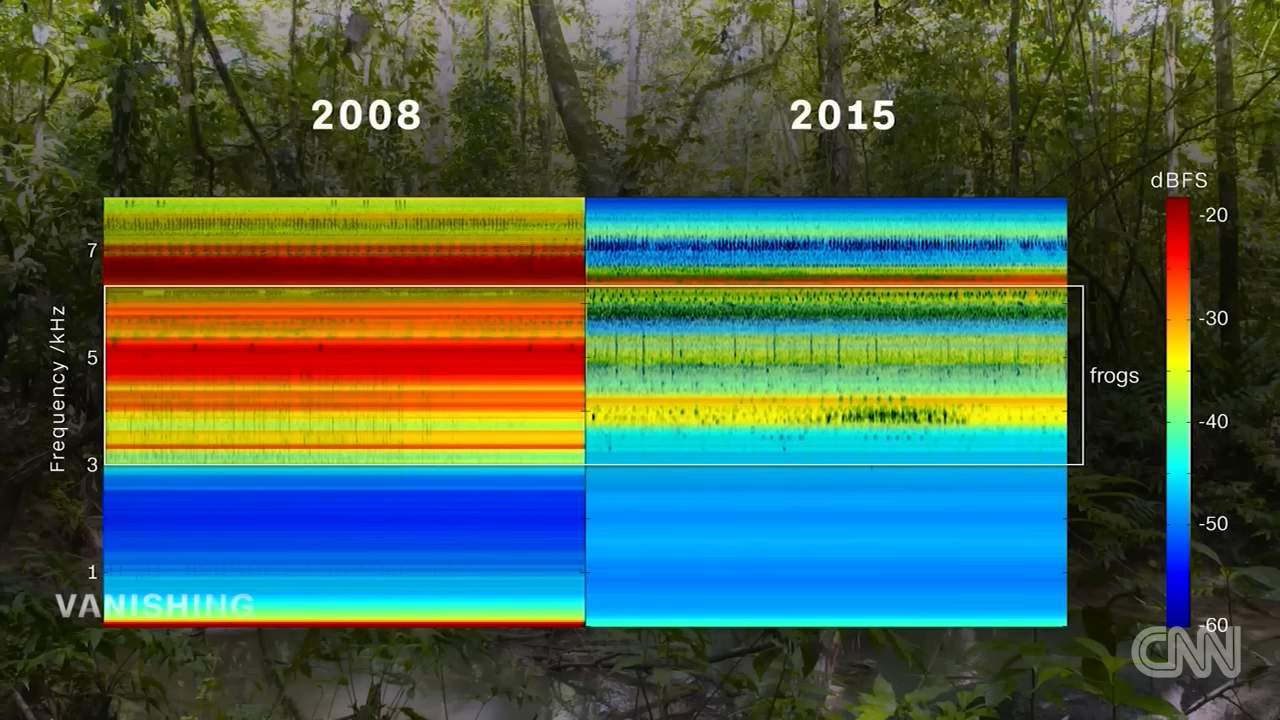 2008
2015
dBFS
-20
7
-30
Frequency /kHz
5
frogs
-40
3
-50
1
VANISHING
-60
CNN